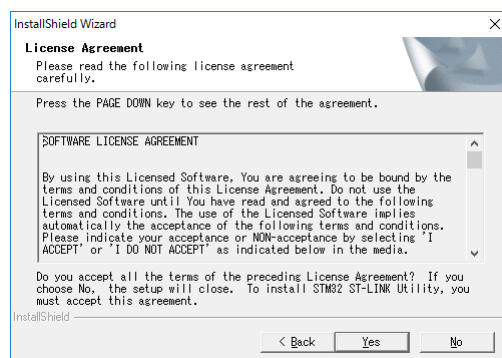 InstallShield Wizard
License Agreement
Please read the following license agreement
carefully.
Press the PAGE DOWN key to see the rest of the agreement.
SOFTWARE LICENSE AGREEMENT
By using this Licensed Software, You are agreeing to be bound by the
terms and conditions of this License Agreement. Do not use the
Licensed Software until You have read and agreed to the following
terms and conditions. The use of the Licensed Software implies
automatically the acceptance of the following terms and conditions.
Please indicate your acceptance or NON-acceptance by selecting 'I
ACCEPT' or 'I DO NOT ACCEPT' as indicated below in the media.
Do you accept all the terms of the preceding License Agreement? If you
choose No, the setup will close. To install STM32 ST-LINK Utility, you
must accept this agreement.
InstallShield
< Back Yes No